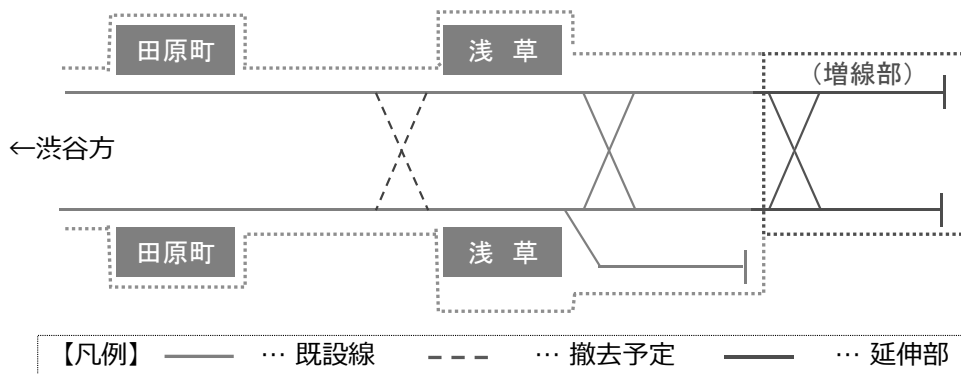 田原町
浅 草
（増線部）
←渋谷方
田原町
浅 草
【凡例】 … 既設線 … 撤去予定 … 延伸部